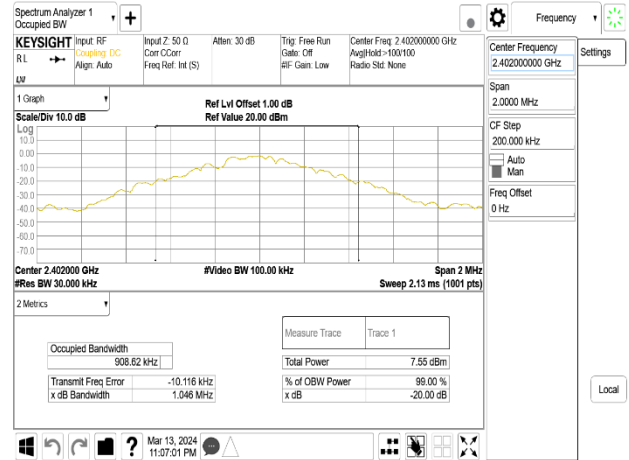 Spectrum Analyzer 1
Occupied BW
Frequency
KEYSIGHT
R L
Input: RF
Coupling: DC
Align: Auto
Input Z: 50 Ω
Corr CCorr
Freq Ref: Int (S)
Atten: 30 dB
Trig: Free Run
Gate: Off
#IF Gain: Low
Center Freq: 2.402000000 GHz
Avg|Hold:>100/100
Radio Std: None
Center Frequency
2.402000000 GHz
Settings
Span
2.0000 MHz
CF Step
200.000 kHz
Auto
Man
Freq Offset
0 Hz
Local
1 Graph
Scale/Div 10.0 dB
Ref Lvl Offset 1.00 dB
Ref Value 20.00 dBm
Log
10.0
0.00
-10.0
-20.0
-30.0
-40.0
-50.0
-60.0
-70.0
Center 2.402000 GHz
#Video BW 100.00 kHz
Span 2 MHz
#Res BW 30.000 kHz
Sweep 2.13 ms (1001 pts)
2 Metrics
Measure Trace
Trace 1
Occupied Bandwidth
908.62 kHz
Total Power
7.55 dBm
Transmit Freq Error
-10.116 kHz
% of OBW Power
99.00 %
x dB Bandwidth
1.046 MHz
x dB
-20.00 dB
?
Mar 13, 2024
11:07:01 PM